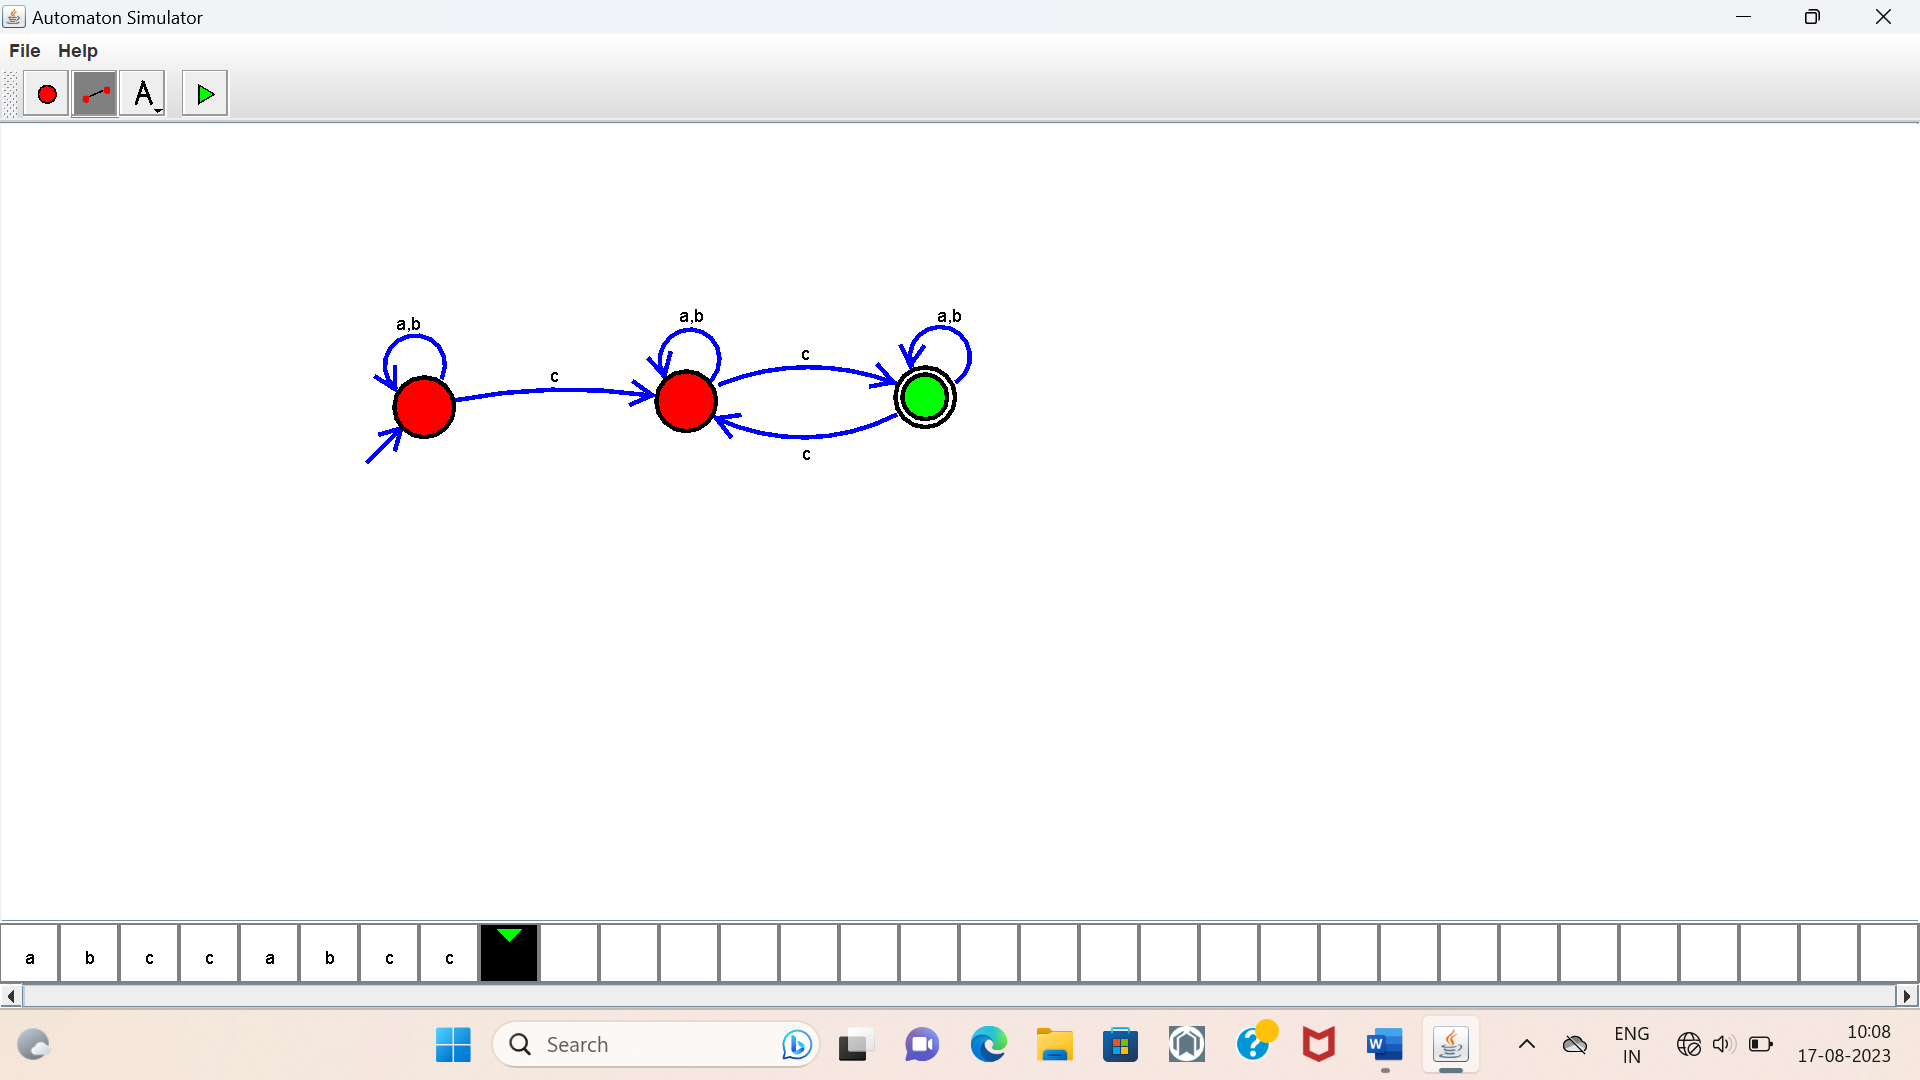 Automaton Simulator
File Help
A
a,b
a,b
a,b
c
c
c
a b c c a b c c
Search
W
ENG
IN
10:08
17-08-2023